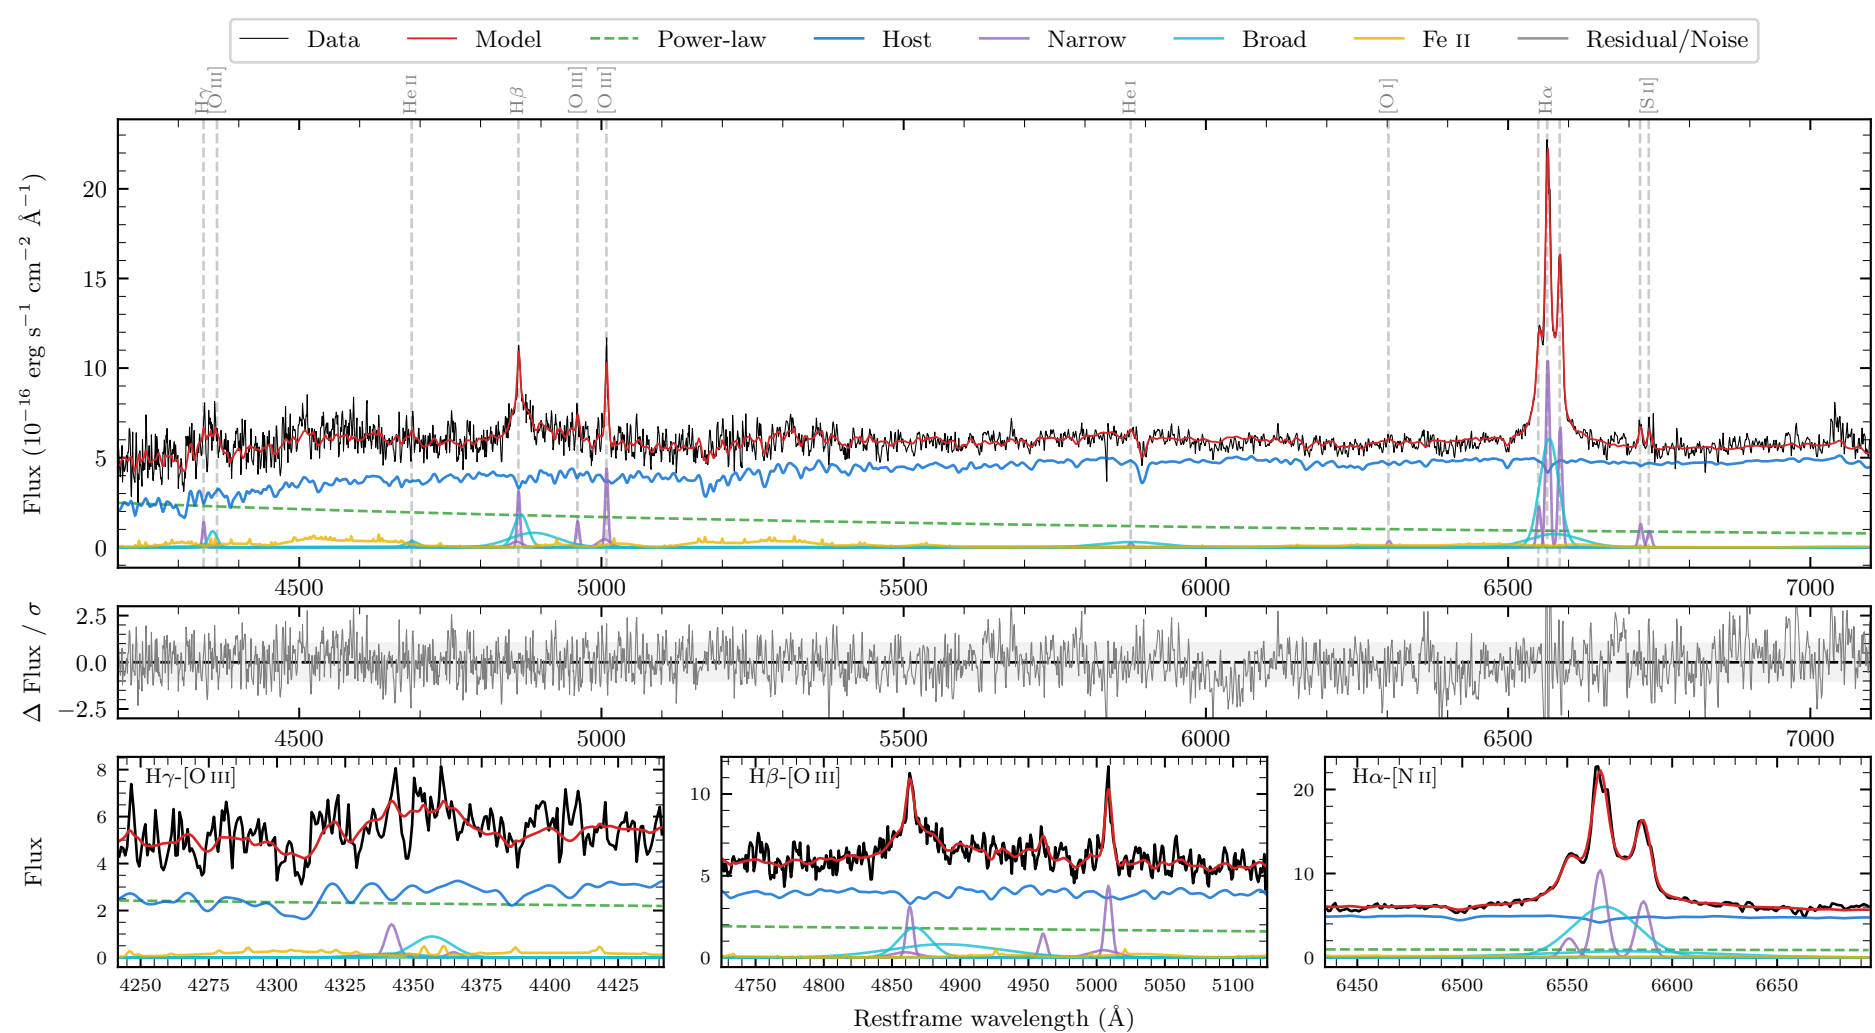 Data Model Power-law Host Narrow Broad Fe II Residual/Noise
Hγ [O III] He II Hβ [O III] [O III] He I [O I] Hα [S II]
Flux (10⁻¹⁶ erg s⁻¹ cm⁻² Å⁻¹)
20
15
10
5
0
4500 5000 5500 6000 6500 7000
Δ Flux / σ
2.5
0.0
−2.5
4500 5000 5500 6000 6500 7000
Flux
Hγ-[O III]
8
6
4
2
0
4250 4275 4300 4325 4350 4375 4400 4425
Hβ-[O III]
10
5
0
4750 4800 4850 4900 4950 5000 5050 5100
Hα-[N II]
20
10
0
6450 6500 6550 6600 6650
Restframe wavelength (Å)